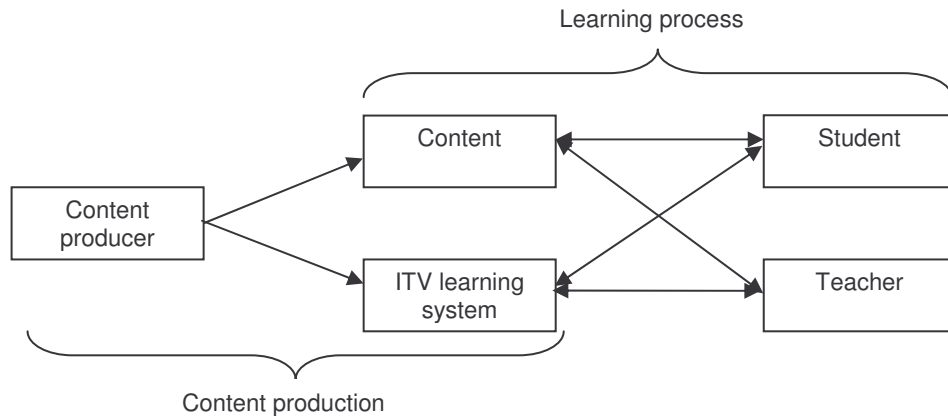 Learning process
Content
Student
Content
producer
ITV learning
system
Teacher
Content production